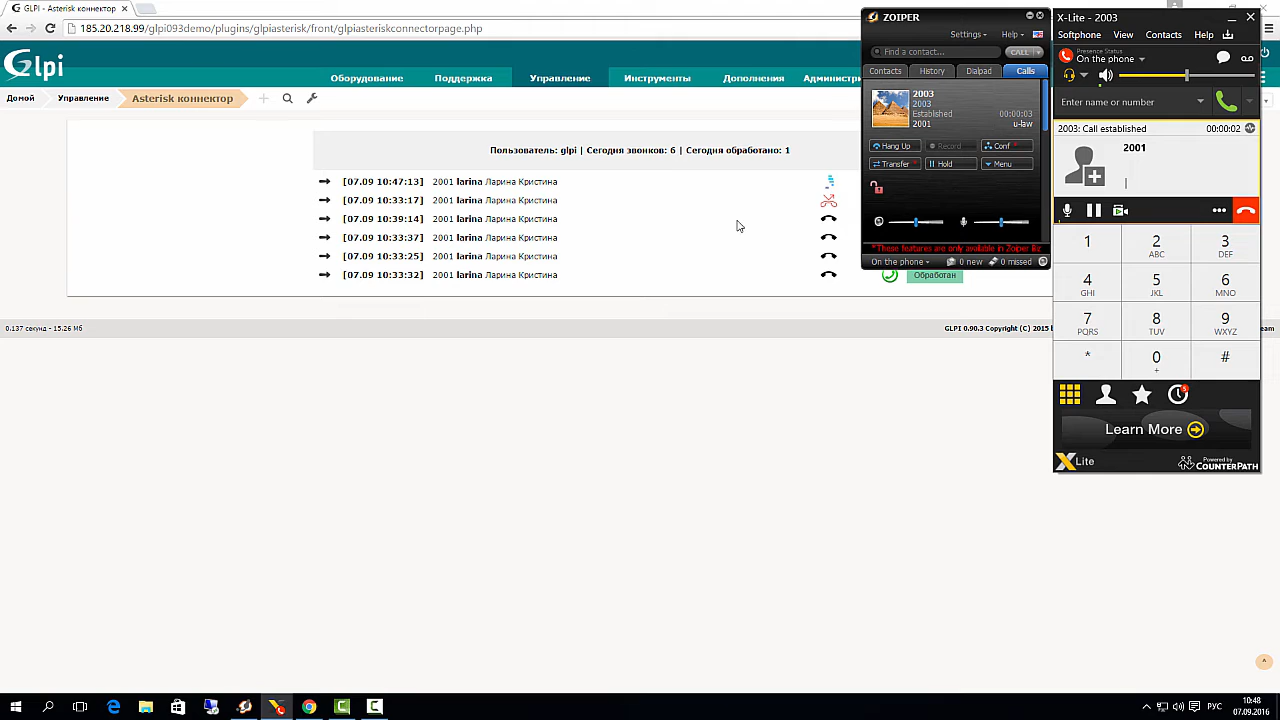 GLPI - Asterisk коннектор
185.20.218.99/glpi093demo/plugins/glpiasterisk/front/glpiasteriskconnectorpage.php
Glpi
Оборудование Поддержка Управление Инструменты Дополнения Администри
Домой Управление Asterisk коннектор
Пользователь: glpi | Сегодня звонков: 6 | Сегодня обработано: 1
[07.09 10:47:13] 2001 larina Ларина Кристина
[07.09 10:33:17] 2001 larina Ларина Кристина
[07.09 10:39:14] 2001 larina Ларина Кристина
[07.09 10:33:37] 2001 larina Ларина Кристина
[07.09 10:33:25] 2001 larina Ларина Кристина
[07.09 10:33:32] 2001 larina Ларина Кристина
Обработан
0.137 секунд - 15.26 Мб
GLPI 0.90.3 Copyright (C) 2015
eam
ZOIPER
Settings Help
Find a contact... CALL
Contacts History Dialpad Calls
2003
2003
Established 00:00:03
2001 u-law
Hang Up Record Conf *
Transfer * Hold Menu
*These features are only available in Zoiper Biz
On the phone 0 new 0 missed
X-Lite - 2003
Softphone View Contacts Help
Presence Status
On the phone
Enter name or number
2003: Call established 00:00:02
2001
1 2 3
ABC DEF
4 5 6
GHI JKL MNO
7 8 9
PQRS TUV WXYZ
* 0 #
+
5
Learn More
X Lite
Powered by
COUNTERPATH
РУС
10:48
07.09.2016